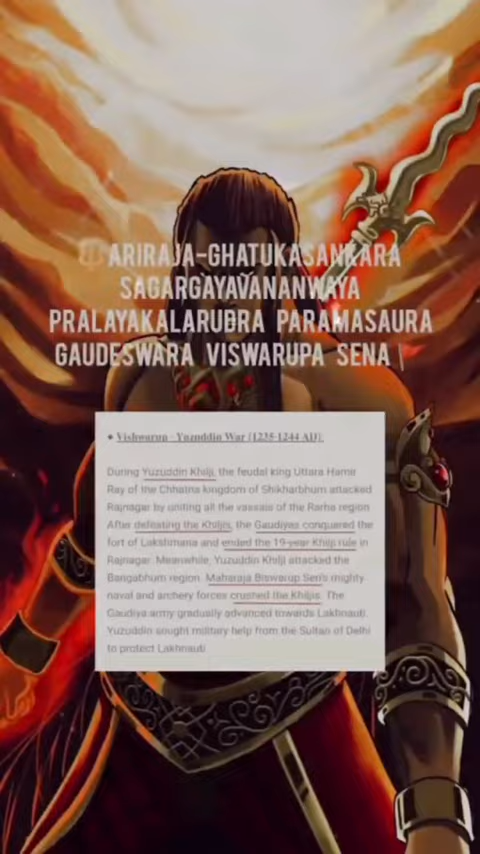 ARIRAJA-GHATUKASANKARA
SAGARGAYAVANANWAYA
PRALAYAKALARUDRA PARAMASAURA
GAUDESWARA VISWARUPA SENA
♦ Vishwarup - Yuzuddin War (1235-1244 AD):
During Yuzuddin Khilji, the feudal king Uttara Hamir
Ray of the Chhatna kingdom of Shikharbhum attacked
Rajnagar by uniting all the vassals of the Rarha region.
After defeating the Khiljis, the Gaudiyas conquered the
fort of Lakshmana and ended the 19-year Khilji rule in
Rajnagar. Meanwhile, Yuzuddin Khilji attacked the
Bangabhum region. Maharaja Biswarup Sen's mighty
naval and archery forces crushed the Khiljis. The
Gaudiya army gradually advanced towards Lakhnauti.
Yuzuddin sought military help from the Sultan of Delhi
to protect Lakhnauti